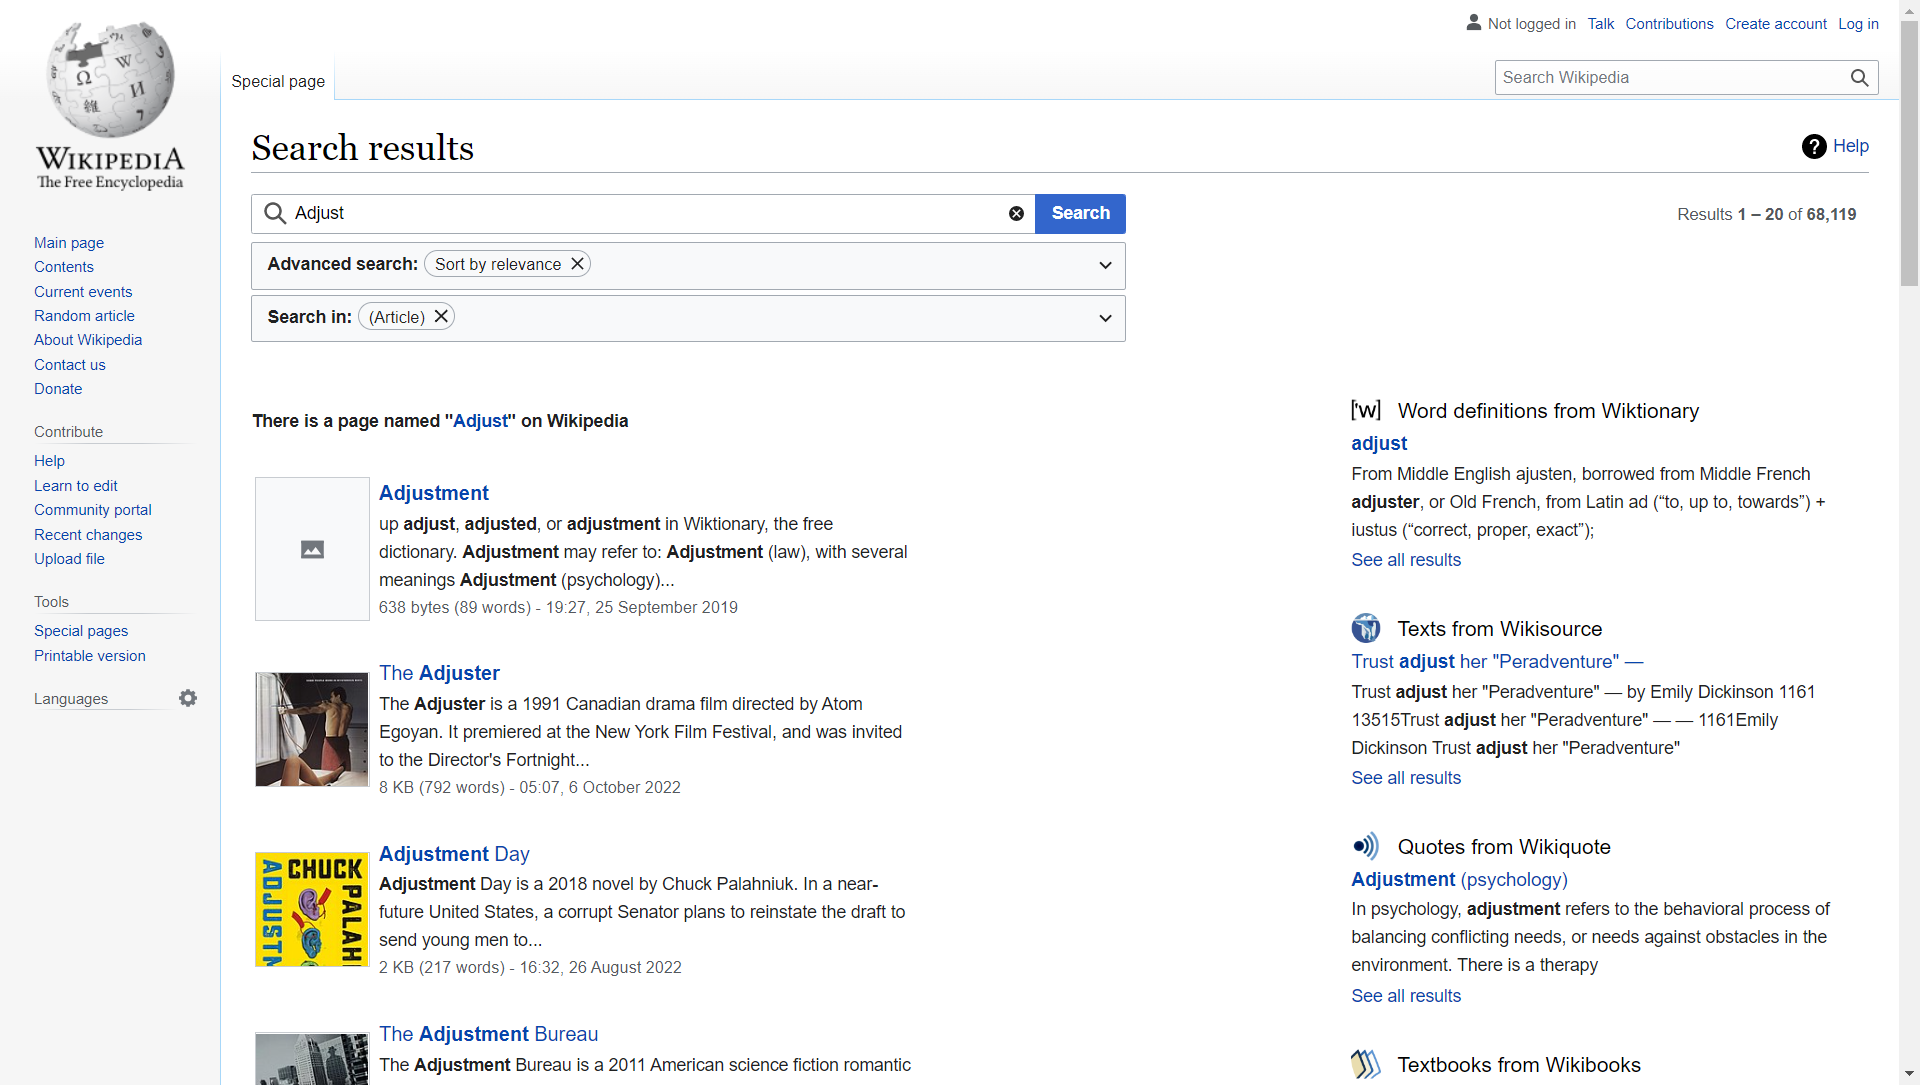 Not logged in Talk Contributions Create account Log in
Special page
Search Wikipedia
WIKIPEDIA
The Free Encyclopedia
Main page
Contents
Current events
Random article
About Wikipedia
Contact us
Donate
Contribute
Help
Learn to edit
Community portal
Recent changes
Upload file
Tools
Special pages
Printable version
Languages
Search results
Help
Adjust
Search
Results 1 – 20 of 68,119
Advanced search: Sort by relevance
Search in: (Article)
There is a page named "Adjust" on Wikipedia
Adjustment
up adjust, adjusted, or adjustment in Wiktionary, the free
dictionary. Adjustment may refer to: Adjustment (law), with several
meanings Adjustment (psychology)...
638 bytes (89 words) - 19:27, 25 September 2019
The Adjuster
The Adjuster is a 1991 Canadian drama film directed by Atom
Egoyan. It premiered at the New York Film Festival, and was invited
to the Director's Fortnight...
8 KB (792 words) - 05:07, 6 October 2022
CHUCK
PALAH
ADJUSTM
Adjustment Day
Adjustment Day is a 2018 novel by Chuck Palahniuk. In a near-
future United States, a corrupt Senator plans to reinstate the draft to
send young men to...
2 KB (217 words) - 16:32, 26 August 2022
The Adjustment Bureau
The Adjustment Bureau is a 2011 American science fiction romantic
['w] Word definitions from Wiktionary
adjust
From Middle English ajusten, borrowed from Middle French
adjuster, or Old French, from Latin ad (“to, up to, towards”) +
iustus (“correct, proper, exact”);
See all results
Texts from Wikisource
Trust adjust her "Peradventure" —
Trust adjust her "Peradventure" — by Emily Dickinson 1161
13515Trust adjust her "Peradventure" — — 1161Emily
Dickinson Trust adjust her "Peradventure"
See all results
Quotes from Wikiquote
Adjustment (psychology)
In psychology, adjustment refers to the behavioral process of
balancing conflicting needs, or needs against obstacles in the
environment. There is a therapy
See all results
Textbooks from Wikibooks